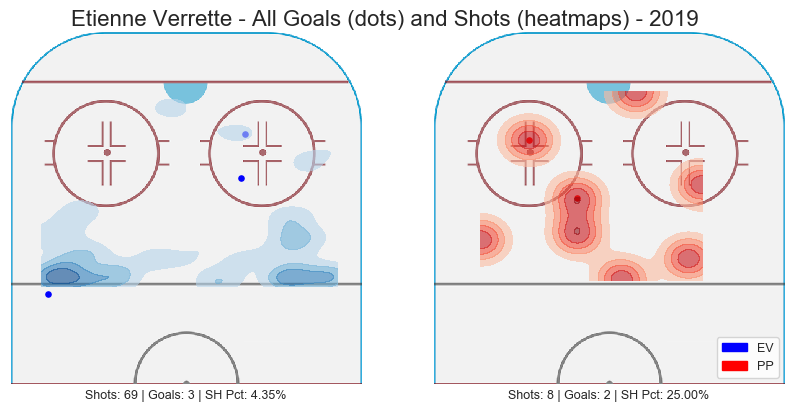 Etienne Verrette - All Goals (dots) and Shots (heatmaps) - 2019
EV
PP
Shots: 69 | Goals: 3 | SH Pct: 4.35%
Shots: 8 | Goals: 2 | SH Pct: 25.00%